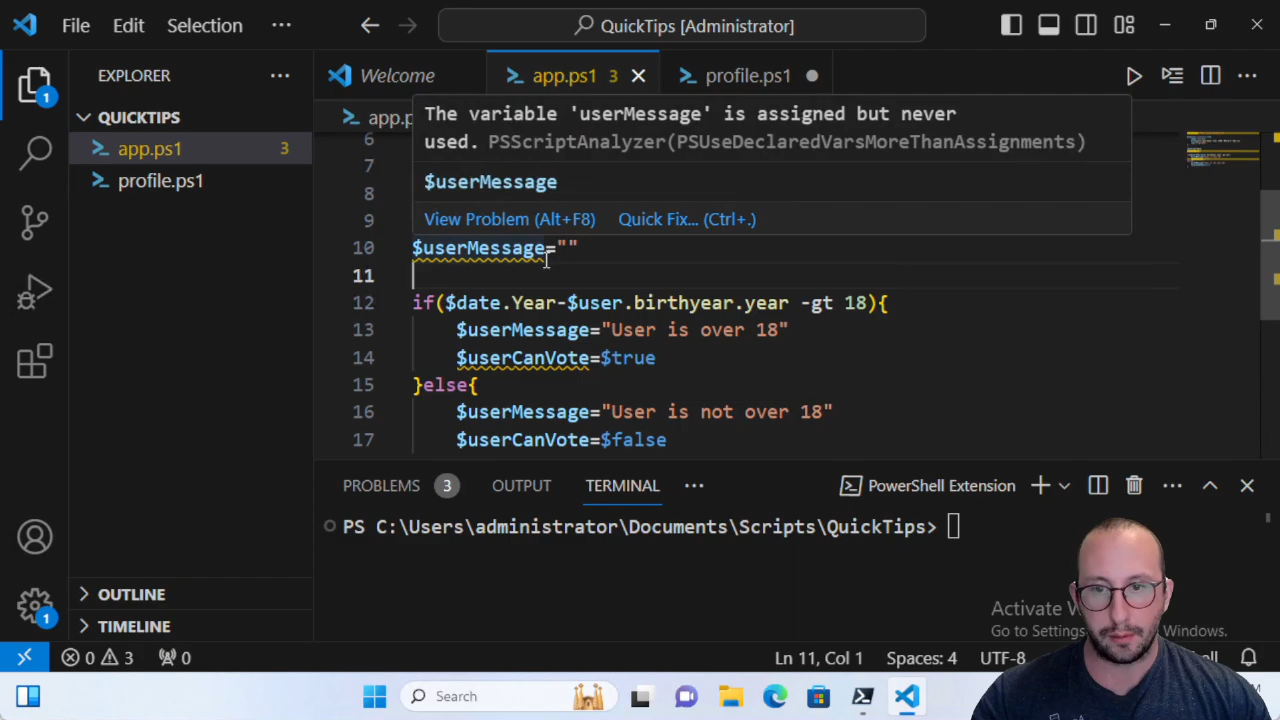 File Edit Selection ··· QuickTips [Administrator]
EXPLORER ···
Welcome app.ps1 3 profile.ps1
QUICKTIPS
app.ps1 3
profile.ps1
app.p
The variable 'userMessage' is assigned but never
used. PSScriptAnalyzer(PSUseDeclaredVarsMoreThanAssignments)
$userMessage
View Problem (Alt+F8) Quick Fix... (Ctrl+.)
6
7
8
9
10 $userMessage=""
11
12 if($date.Year-$user.birthyear.year -gt 18){
13 $userMessage="User is over 18"
14 $userCanVote=$true
15 }else{
16 $userMessage="User is not over 18"
17 $userCanVote=$false
PROBLEMS 3 OUTPUT TERMINAL ··· PowerShell Extension
PS C:\Users\administrator\Documents\Scripts\QuickTips>
1
1
OUTLINE
TIMELINE
Activate W
Go to Settings Windows.
0 3 0 Ln 11, Col 1 Spaces: 4 UTF-8
Search